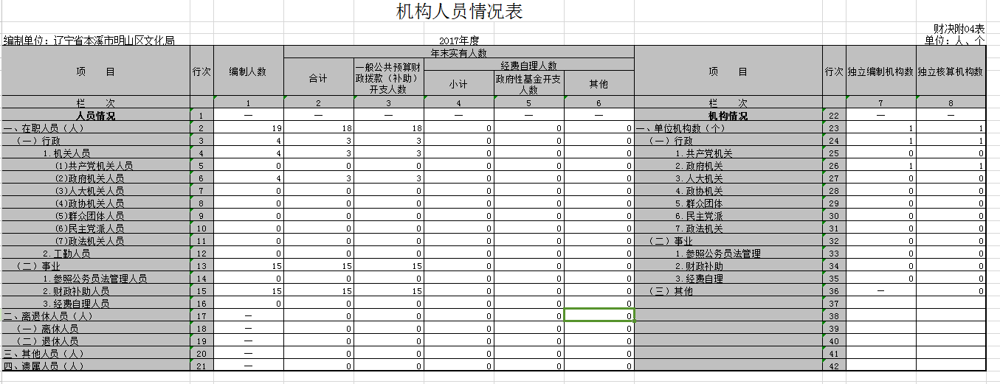 机构人员情况表
财决附04表
编制单位：辽宁省本溪市明山区文化局 2017年度 单位：人、个
项 目 行次 编制人数 年末实有人数 项 目 行次 独立编制机构数 独立核算机构数
合计 一般公共预算财政拨款（补助）开支人数 经费自理人数
小计 政府性基金开支人数 其他
栏 次 1 2 3 4 5 6 栏 次 7 8
人员情况 1 — — — — — — 机构情况 22 — —
一、在职人员（人） 2 19 18 18 0 0 0 一、单位机构数（个） 23 1 1
（一）行政 3 4 3 3 0 0 0 （一）行政 24 1 1
1.机关人员 4 4 3 3 0 0 0 1.共产党机关 25 0 0
(1)共产党机关人员 5 0 0 0 0 0 0 2.政府机关 26 1 1
(2)政府机关人员 6 4 3 3 0 0 0 3.人大机关 27 0 0
(3)人大机关人员 7 0 0 0 0 0 0 4.政协机关 28 0 0
(4)政协机关人员 8 0 0 0 0 0 0 5.群众团体 29 0 0
(5)群众团体人员 9 0 0 0 0 0 0 6.民主党派 30 0 0
(6)民主党派人员 10 0 0 0 0 0 0 7.政法机关 31 0 0
(7)政法机关人员 11 0 0 0 0 0 0 （二）事业 32 0 0
2.工勤人员 12 0 0 0 0 0 0 1.参照公务员法管理 33 0 0
（二）事业 13 15 15 15 0 0 0 2.财政补助 34 0 0
1.参照公务员法管理人员 14 0 0 0 0 0 0 3.经费自理 35 0 0
2.财政补助人员 15 15 15 15 0 0 0 （三）其他 36 — 0
3.经费自理人员 16 0 0 0 0 0 0 37
二、离退休人员（人） 17 — 0 0 0 0 0 38
（一）离休人员 18 — 0 0 0 0 0 39
（二）退休人员 19 — 0 0 0 0 0 40
三、其他人员（人） 20 — 0 0 0 0 0 41
四、遗属人员（人） 21 — 0 0 0 0 0 42